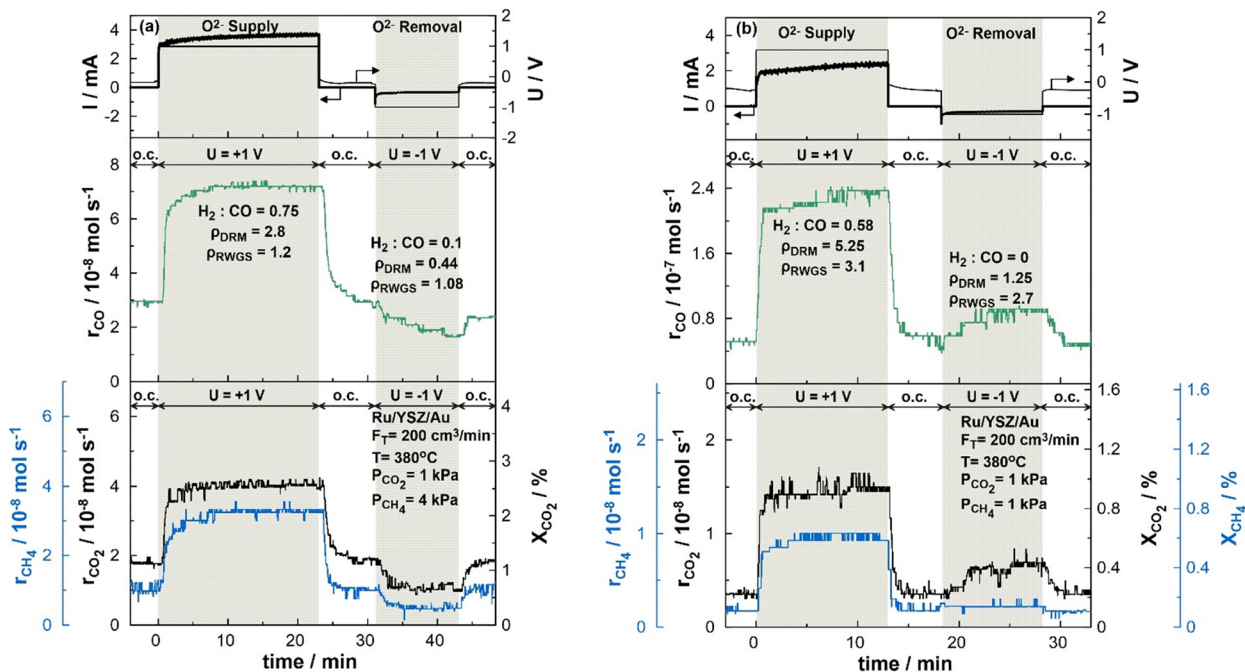 (a) O²⁻ Supply O²⁻ Removal
I / mA
4
2
0
-2
U / V
2
1
0
-1
-2
o.c. U = +1 V o.c. U = -1 V o.c.
r_CO / 10⁻⁸ mol s⁻¹
8
7
6
5
4
3
2
1
0
H₂ : CO = 0.75
ρ_DRM = 2.8
ρ_RWGS = 1.2
H₂ : CO = 0.1
ρ_DRM = 0.44
ρ_RWGS = 1.08
o.c. U = +1 V o.c. U = -1 V o.c.
r_CH₄ / 10⁻⁸ mol s⁻¹
6
4
2
0
r_CO₂ / 10⁻⁸ mol s⁻¹
6
4
2
0
Ru/YSZ/Au
F_T= 200 cm³/min
T= 380°C
P_CO₂ = 1 kPa
P_CH₄ = 4 kPa
X_CO₂ / %
4
3
2
1
0
0 10 20 30 40
time / min
(b) O²⁻ Supply O²⁻ Removal
I / mA
4
2
0
U / V
2
1
0
-1
o.c. U = +1 V o.c. U = -1 V o.c.
r_CO / 10⁻⁷ mol s⁻¹
2.4
1.6
0.8
0.0
H₂ : CO = 0.58
ρ_DRM = 5.25
ρ_RWGS = 3.1
H₂ : CO = 0
ρ_DRM = 1.25
ρ_RWGS = 2.7
o.c. U = +1 V o.c. U = -1 V o.c.
r_CH₄ / 10⁻⁸ mol s⁻¹
2
1
0
r_CO₂ / 10⁻⁸ mol s⁻¹
2
1
0
Ru/YSZ/Au
F_T= 200 cm³/min
T= 380°C
P_CO₂ = 1 kPa
P_CH₄ = 1 kPa
X_CO₂ / %
1.6
1.2
0.8
0.4
0.0
X_CH₄ / %
1.6
1.2
0.8
0.4
0.0
0 10 20 30
time / min